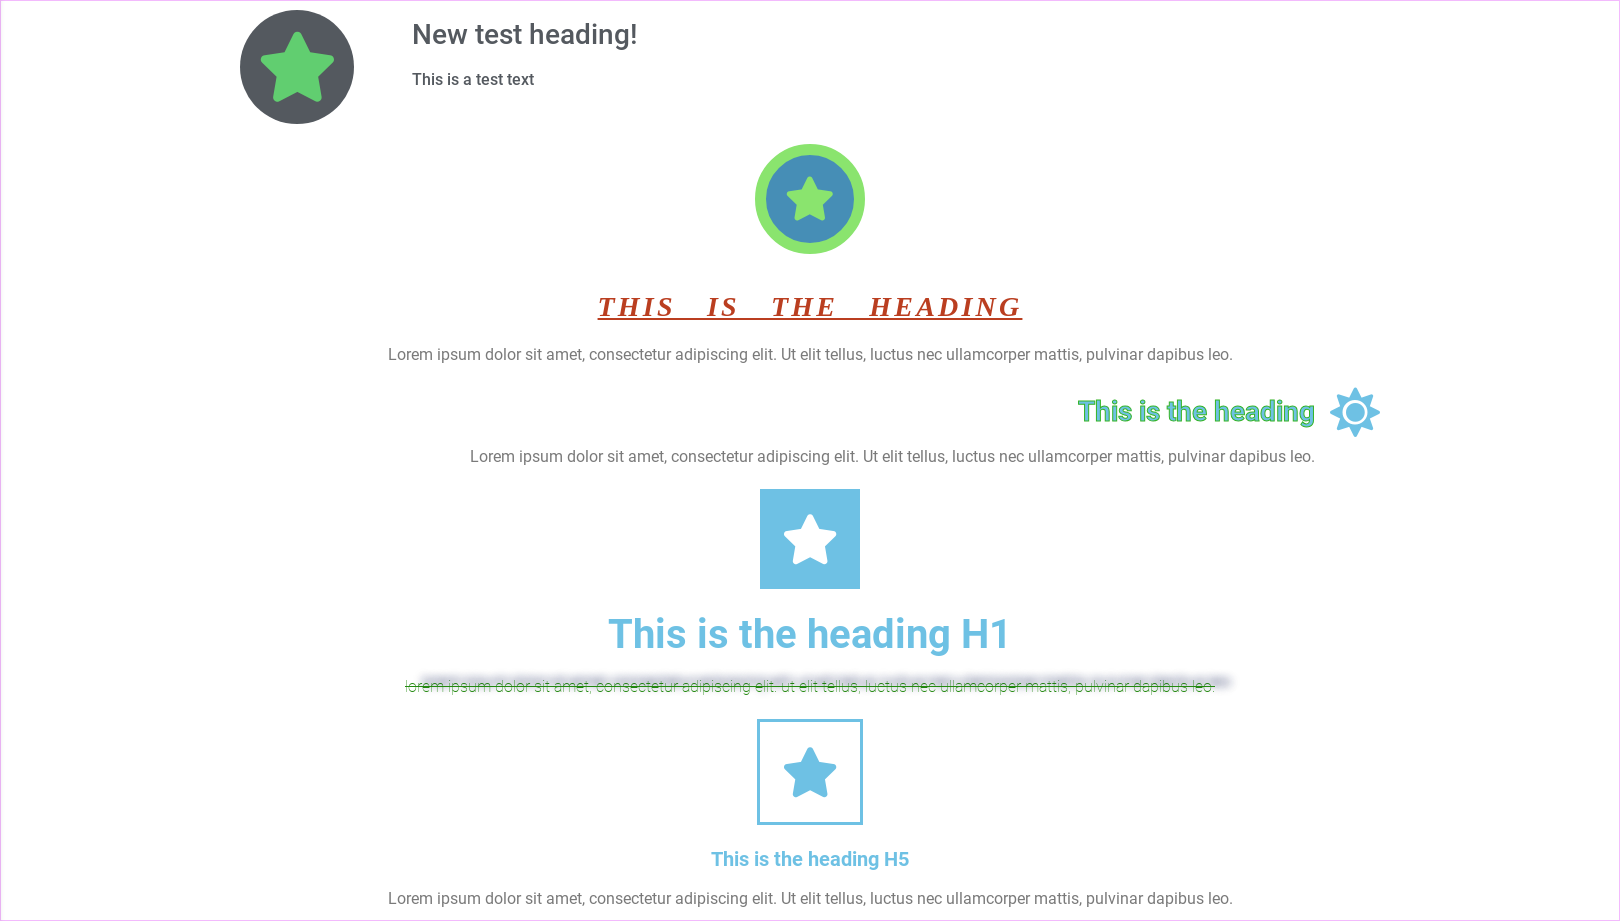 New test heading!
This is a test text
THIS IS THE HEADING
Lorem ipsum dolor sit amet, consectetur adipiscing elit. Ut elit tellus, luctus nec ullamcorper mattis, pulvinar dapibus leo.
This is the heading
Lorem ipsum dolor sit amet, consectetur adipiscing elit. Ut elit tellus, luctus nec ullamcorper mattis, pulvinar dapibus leo.
This is the heading H1
lorem ipsum dolor sit amet, consectetur adipiscing elit. ut elit tellus, luctus nec ullamcorper mattis, pulvinar dapibus leo.
This is the heading H5
Lorem ipsum dolor sit amet, consectetur adipiscing elit. Ut elit tellus, luctus nec ullamcorper mattis, pulvinar dapibus leo.